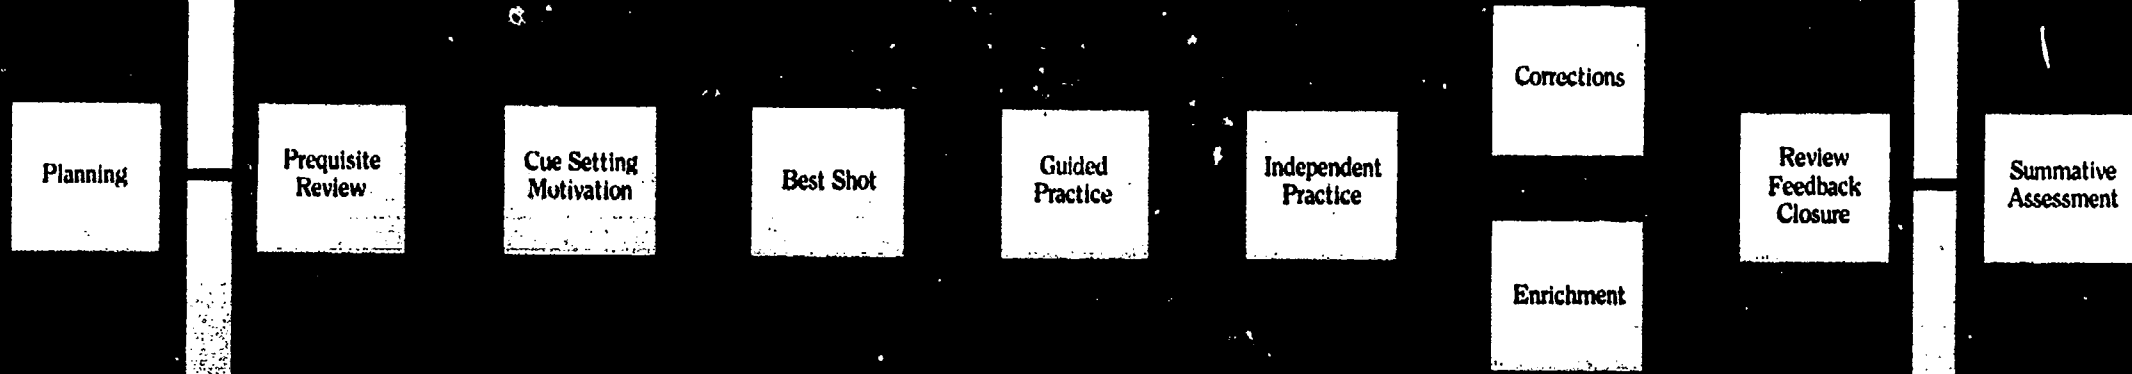 Planning
Prequisite
Review
Cue Setting
Motivation
Best Shot
Guided
Practice
Independent
Practice
Corrections
Enrichment
Review
Feedback
Closure
Summative
Assessment